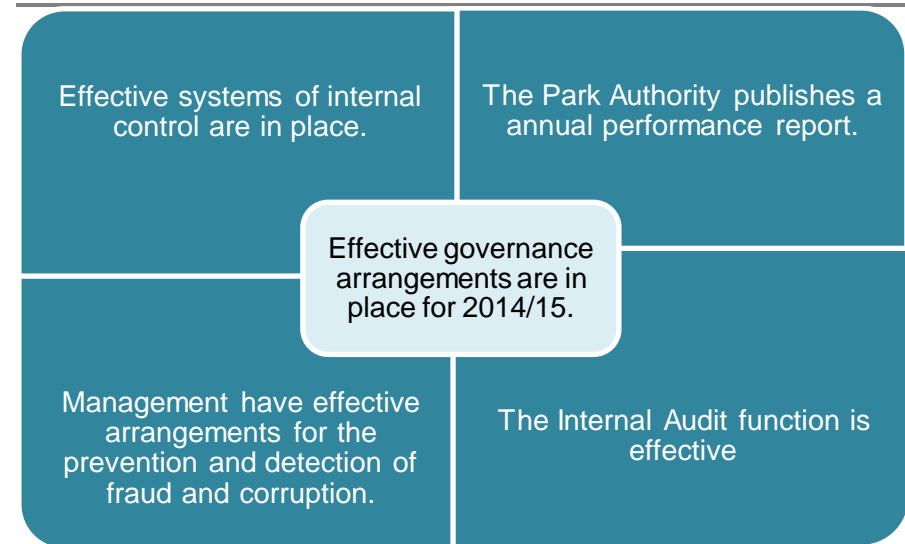 Effective systems of internal
control are in place.
The Park Authority publishes a
annual performance report.
Effective governance
arrangements are in
place for 2014/15.
Management have effective
arrangements for the
prevention and detection of
fraud and corruption.
The Internal Audit function is
effective